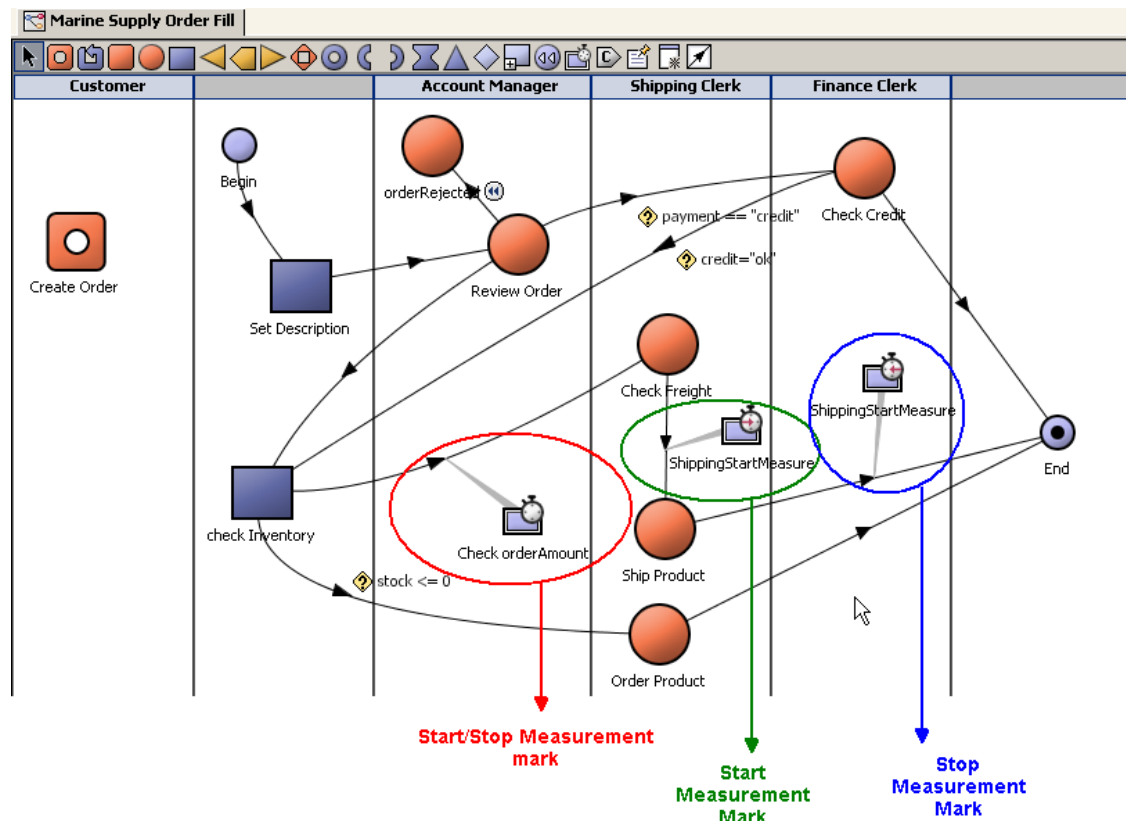 Marine Supply Order Fill
Customer
Account Manager
Shipping Clerk
Finance Clerk
Begin
orderRejected
payment == "credit"
Check Credit
credit="ok"
Create Order
Review Order
Set Description
Check Freight
ShippingStartMeasure
ShippingStartMeasure
End
check Inventory
Check orderAmount
stock <= 0
Ship Product
Order Product
Start/Stop Measurement
mark
Start
Measurement
Mark
Stop
Measurement
Mark